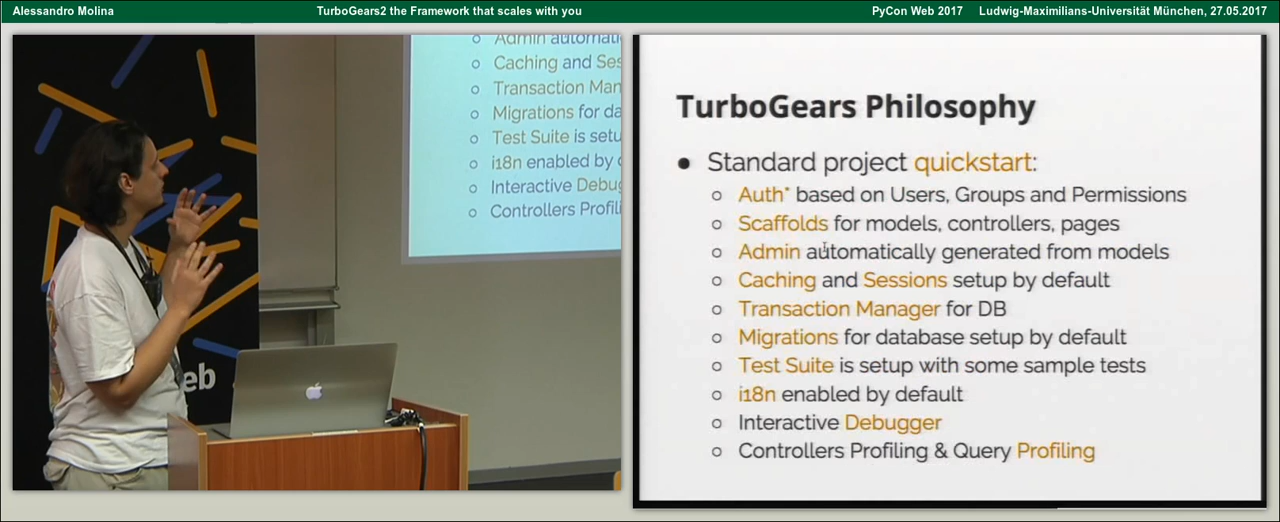 Alessandro Molina
TurboGears2 the Framework that scales with you
PyCon Web 2017
Ludwig-Maximilians-Universität München, 27.05.2017
Admin automati
Caching and Ses
Transaction Man
Migrations for da
Test Suite is setu
i18n enabled by
Interactive Debug
Controllers Profil
eb
TurboGears Philosophy
● Standard project quickstart:
○ Auth* based on Users, Groups and Permissions
○ Scaffolds for models, controllers, pages
○ Admin automatically generated from models
○ Caching and Sessions setup by default
○ Transaction Manager for DB
○ Migrations for database setup by default
○ Test Suite is setup with some sample tests
○ i18n enabled by default
○ Interactive Debugger
○ Controllers Profiling & Query Profiling